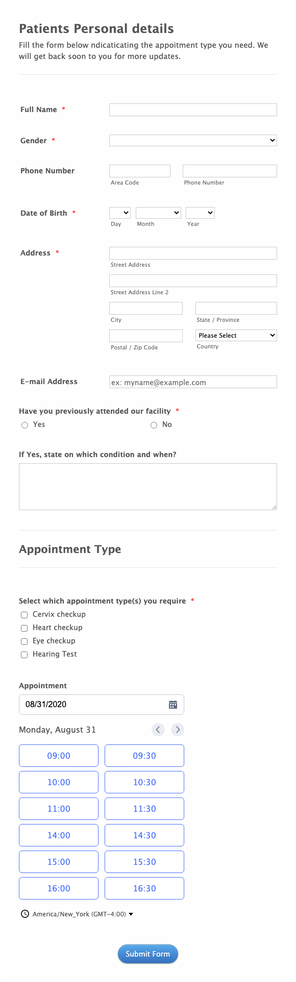 Patients Personal details
Fill the form below ndicaticating the appoitment type you need. We
will get back soon to you for more updates.
Full Name *
Gender *
Phone Number
Area Code Phone Number
Date of Birth *
Day Month Year
Address *
Street Address
Street Address Line 2
City State / Province
Please Select
Postal / Zip Code Country
E-mail Address ex: myname@example.com
Have you previously attended our facility *
Yes No
If Yes, state on which condition and when?
Appointment Type
Select which appointment type(s) you require *
Cervix checkup
Heart checkup
Eye checkup
Hearing Test
Appointment
08/31/2020
Monday, August 31
09:00 09:30
10:00 10:30
11:00 11:30
14:00 14:30
15:00 15:30
16:00 16:30
America/New_York (GMT-4:00)
Submit Form